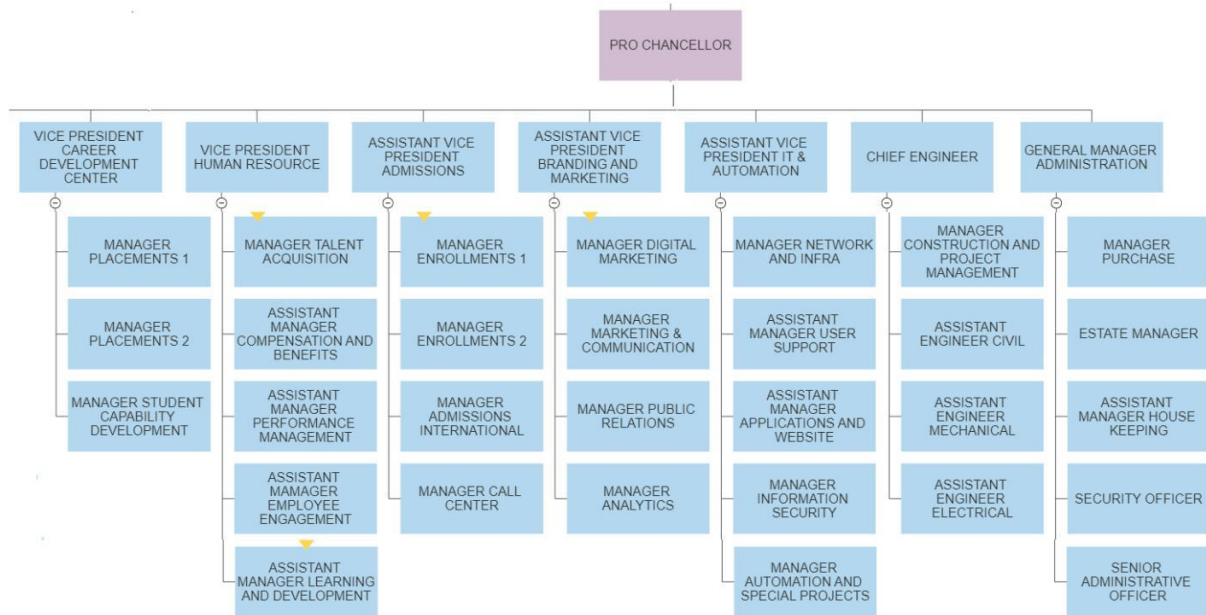 PRO CHANCELLOR
VICE PRESIDENT
CAREER
DEVELOPMENT
CENTER
VICE PRESIDENT
HUMAN RESOURCE
ASSISTANT VICE
PRESIDENT
ADMISSIONS
ASSISTANT VICE
PRESIDENT
BRANDING AND
MARKETING
ASSISTANT VICE
PRESIDENT IT &
AUTOMATION
CHIEF ENGINEER
GENERAL MANAGER
ADMINISTRATION
MANAGER
PLACEMENTS 1
MANAGER
PLACEMENTS 2
MANAGER STUDENT
CAPABILITY
DEVELOPMENT
MANAGER TALENT
ACQUISITION
ASSISTANT
MANAGER
COMPENSATION AND
BENEFITS
ASSISTANT
MANAGER
PERFORMANCE
MANAGEMENT
ASSISTANT
MAMAGER
EMPLOYEE
ENGAGEMENT
ASSISTANT
MANAGER LEARNING
AND DEVELOPMENT
MANAGER
ENROLLMENTS 1
MANAGER
ENROLLMENTS 2
MANAGER
ADMISSIONS
INTERNATIONAL
MANAGER CALL
CENTER
MANAGER DIGITAL
MARKETING
MANAGER
MARKETING &
COMMUNICATION
MANAGER PUBLIC
RELATIONS
MANAGER
ANALYTICS
MANAGER NETWORK
AND INFRA
ASSISTANT
MANAGER USER
SUPPORT
ASSISTANT
MANAGER
APPLICATIONS AND
WEBSITE
MANAGER
INFORMATION
SECURITY
MANAGER
AUTOMATION AND
SPECIAL PROJECTS
MANAGER
CONSTRUCTION AND
PROJECT
MANAGEMENT
ASSISTANT
ENGINEER CIVIL
ASSISTANT
ENGINEER
MECHANICAL
ASSISTANT
ENGINEER
ELECTRICAL
MANAGER
PURCHASE
ESTATE MANAGER
ASSISTANT
MANAGER HOUSE
KEEPING
SECURITY OFFICER
SENIOR
ADMINISTRATIVE
OFFICER